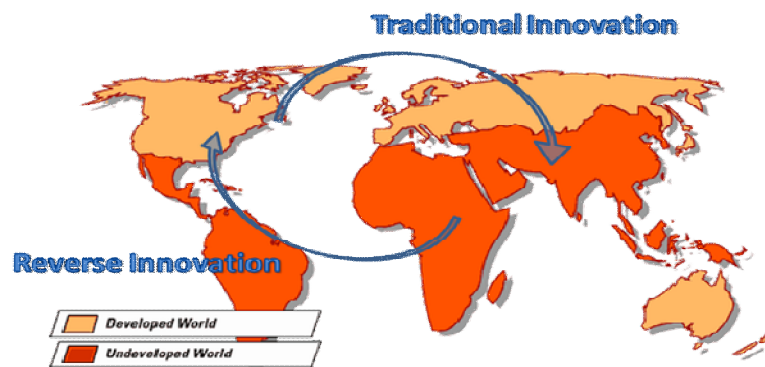 Traditional Innovation
Reverse Innovation
Developed World
Undeveloped World